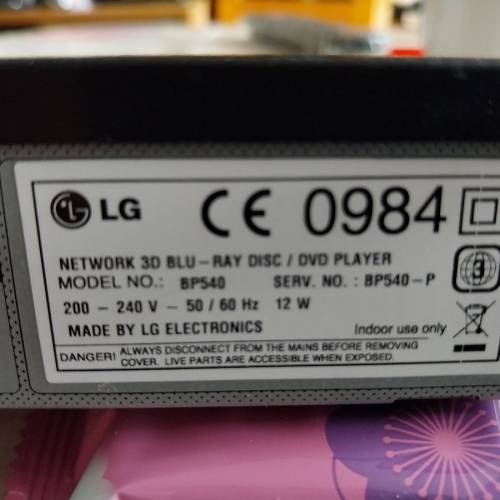 LG CE 0984
NETWORK 3D BLU-RAY DISC / DVD PLAYER
MODEL NO.: BP540 SERV. NO. : BP540-P
200 - 240 V ~ 50 / 60 Hz 12 W
MADE BY LG ELECTRONICS Indoor use only
DANGER! ALWAYS DISCONNECT FROM THE MAINS BEFORE REMOVING
COVER. LIVE PARTS ARE ACCESSIBLE WHEN EXPOSED.
3